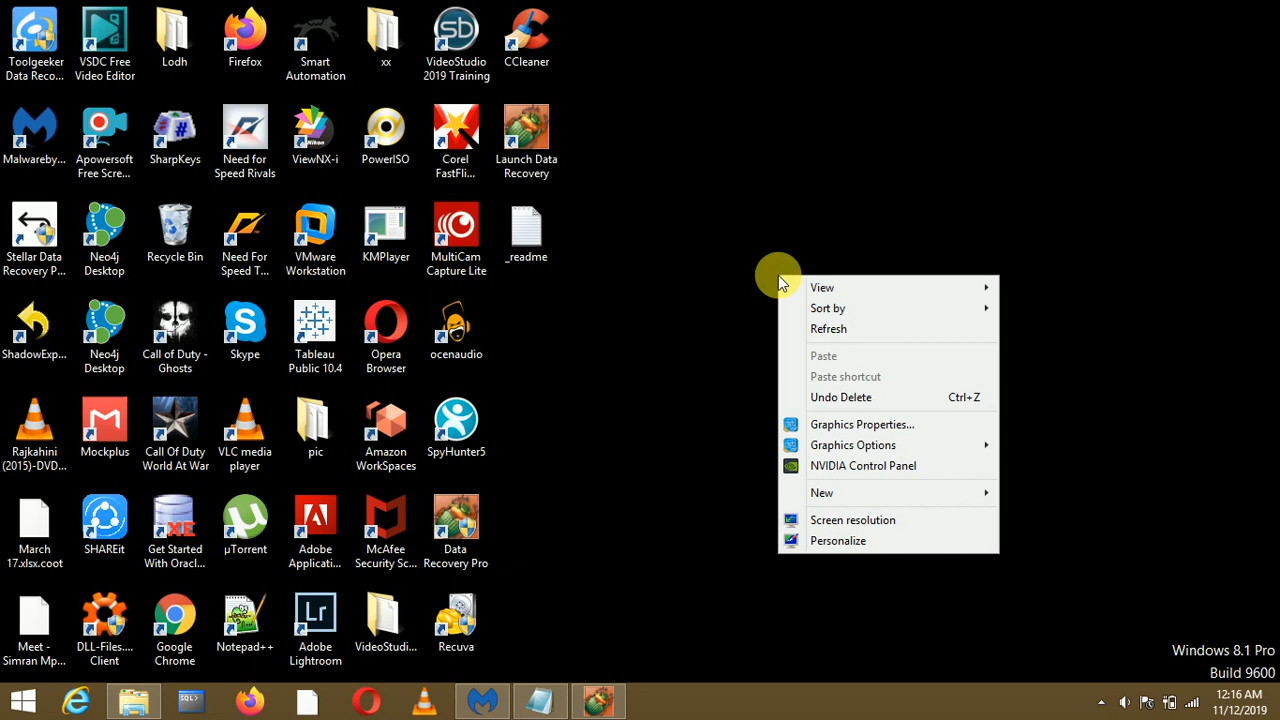 Toolgeeker
Data Reco...
VSDC Free
Video Editor
Lodh
Firefox
Smart
Automation
xx
VideoStudio
2019 Training
CCleaner
Malwareby...
Apowersoft
Free Scre...
SharpKeys
Need for
Speed Rivals
ViewNX-i
PowerISO
Corel
FastFli...
Launch Data
Recovery
Stellar Data
Recovery P...
Neo4j
Desktop
Recycle Bin
Need For
Speed T...
VMware
Workstation
KMPlayer
MultiCam
Capture Lite
_readme
ShadowExp...
Neo4j
Desktop
Call of Duty -
Ghosts
Skype
Tableau
Public 10.4
Opera
Browser
ocenaudio
Rajkahini
(2015)-DVD...
Mockplus
Call Of Duty
World At War
VLC media
player
pic
Amazon
WorkSpaces
SpyHunter5
March
17.xlsx.coot
SHAREit
Get Started
With Oracl...
µTorrent
Adobe
Applicati...
McAfee
Security Sc...
Data
Recovery Pro
Meet -
Simran Mp...
DLL-Files....
Client
Google
Chrome
Notepad++
Adobe
Lightroom
VideoStudi...
Recuva
View
Sort by
Refresh
Paste
Paste shortcut
Undo Delete Ctrl+Z
Graphics Properties...
Graphics Options
NVIDIA Control Panel
New
Screen resolution
Personalize
Windows 8.1 Pro
Build 9600
12:16 AM
11/12/2019